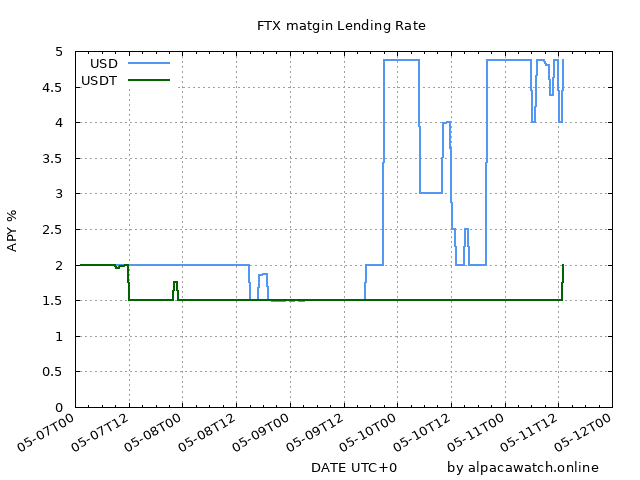 FTX matgin Lending Rate
USD
USDT
5
4.5
4
3.5
3
2.5
2
1.5
1
0.5
0
APY %
05-07T00
05-07T12
05-08T00
05-08T12
05-09T00
05-09T12
05-10T00
05-10T12
05-11T00
05-11T12
05-12T00
DATE UTC+0
by alpacawatch.online